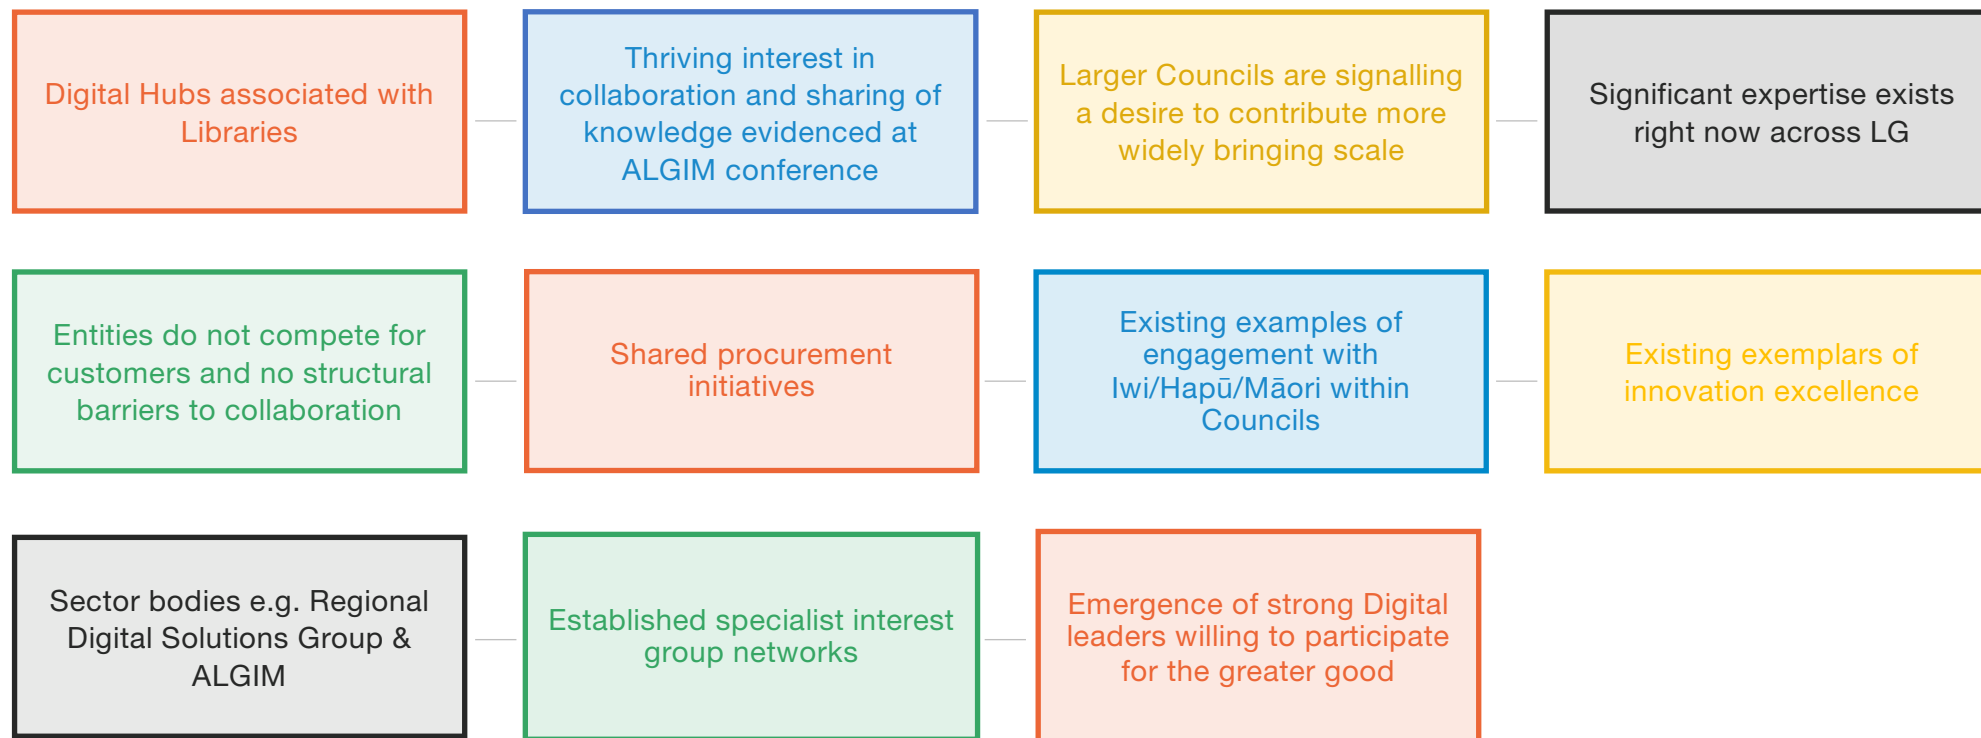 Digital Hubs associated with
Libraries
Thriving interest in
collaboration and sharing of
knowledge evidenced at
ALGIM conference
Larger Councils are signalling
a desire to contribute more
widely bringing scale
Significant expertise exists
right now across LG
Entities do not compete for
customers and no structural
barriers to collaboration
Shared procurement
initiatives
Existing examples of
engagement with
Iwi/Hapū/Māori within
Councils
Existing exemplars of
innovation excellence
Sector bodies e.g. Regional
Digital Solutions Group &
ALGIM
Established specialist interest
group networks
Emergence of strong Digital
leaders willing to participate
for the greater good